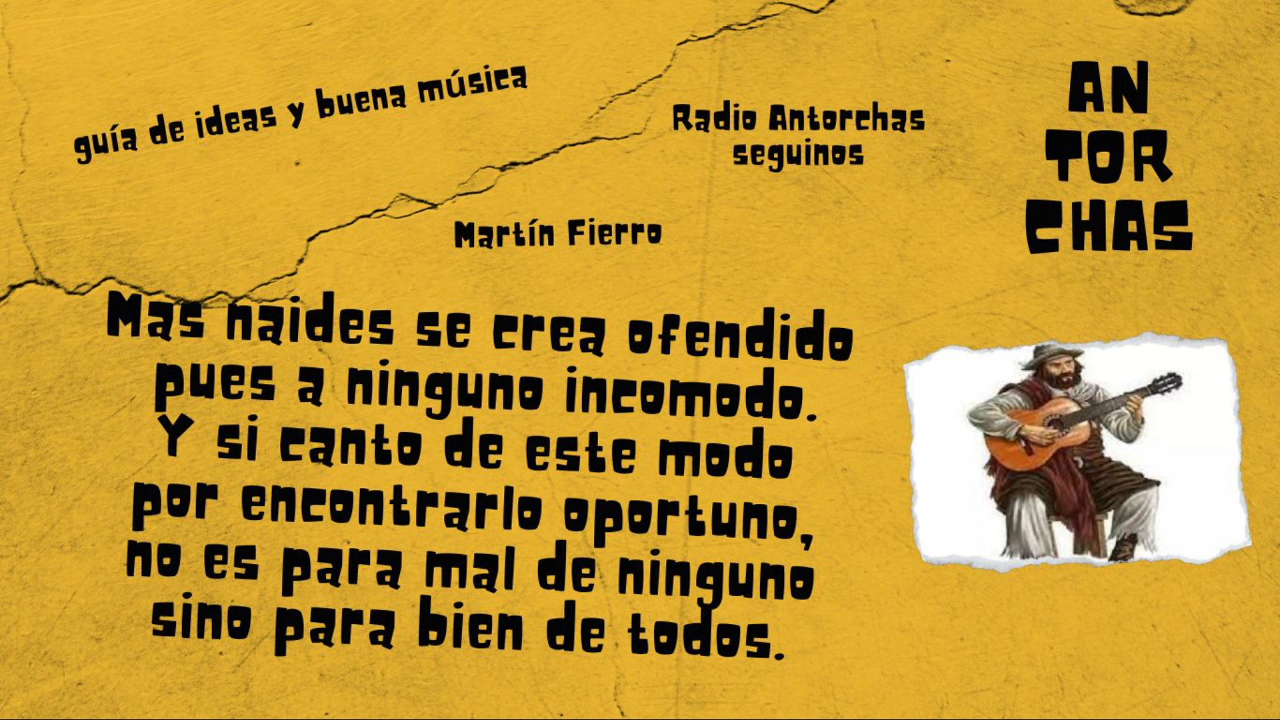 guía de ideas y buena música
Radio Antorchas
seguinos
AN
TOR
CHAS
Martín Fierro
Mas naides se crea ofendido
pues a ninguno incomodo.
Y si canto de este modo
por encontrarlo oportuno,
no es para mal de ninguno
sino para bien de todos.